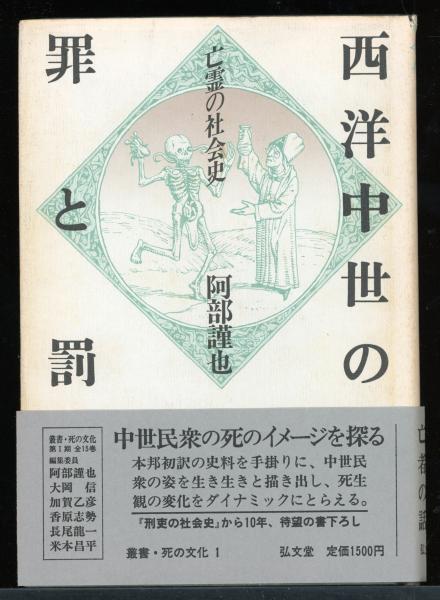 西洋中世の
罪と罰
亡霊の社会史
阿部謹也
叢書・死の文化
第Ⅰ期 全15巻
編集委員
阿部謹也
大岡 信
加賀乙彦
香原志勢
長尾龍一
米本昌平
中世民衆の死のイメージを探る
本邦初訳の史料を手掛りに、中世民
衆の姿を生き生きと描き出し、死生
観の変化をダイナミックにとらえる。
『刑吏の社会史』から10年、待望の書下ろし
叢書・死の文化 1
弘文堂 定価1500円
亡者の